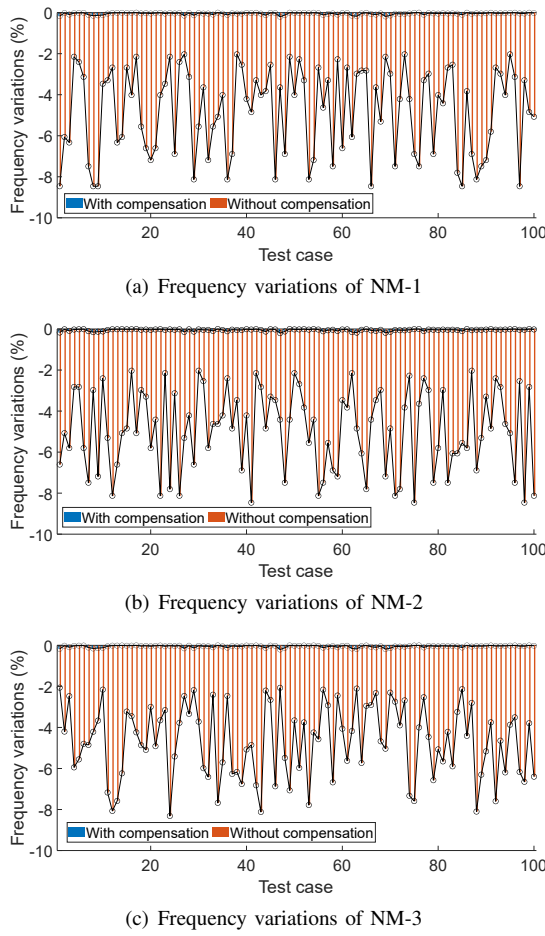 Frequency variations (%)
0
-2
-4
-6
-8
-10
With compensation Without compensation
20 40 60 80 100
Test case
(a) Frequency variations of NM-1
Frequency variations (%)
0
-2
-4
-6
-8
-10
With compensation Without compensation
20 40 60 80 100
Test case
(b) Frequency variations of NM-2
Frequency variations (%)
0
-2
-4
-6
-8
-10
With compensation Without compensation
20 40 60 80 100
Test case
(c) Frequency variations of NM-3